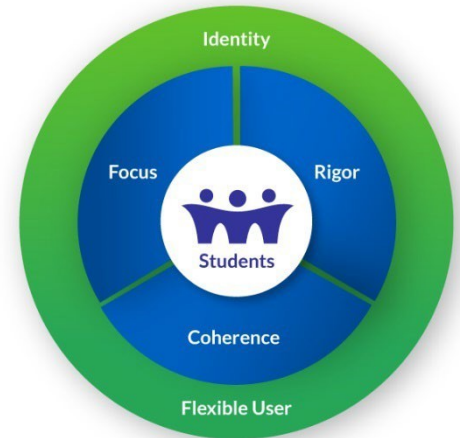 Identity
Focus
Rigor
Students
Coherence
Flexible User